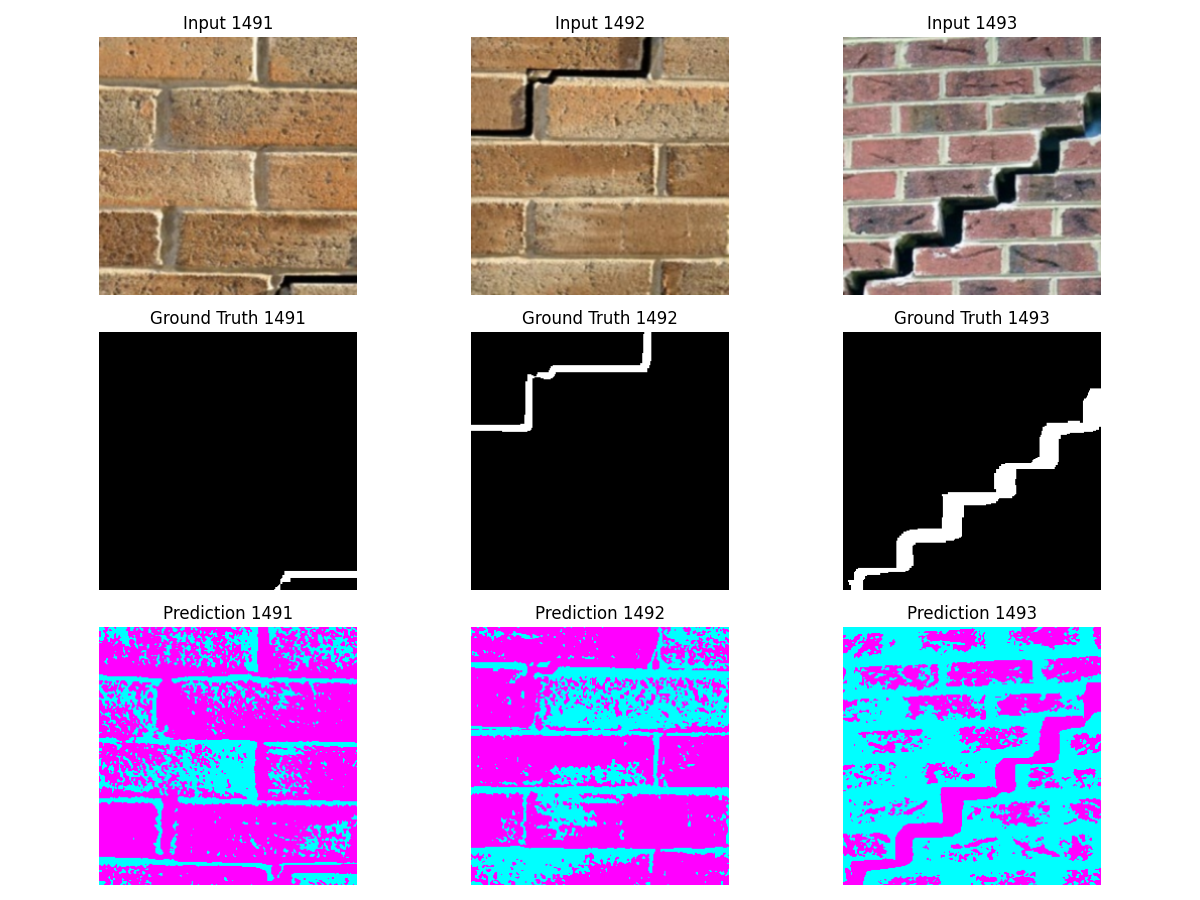 Input 1491
Input 1492
Input 1493
Ground Truth 1491
Ground Truth 1492
Ground Truth 1493
Prediction 1491
Prediction 1492
Prediction 1493